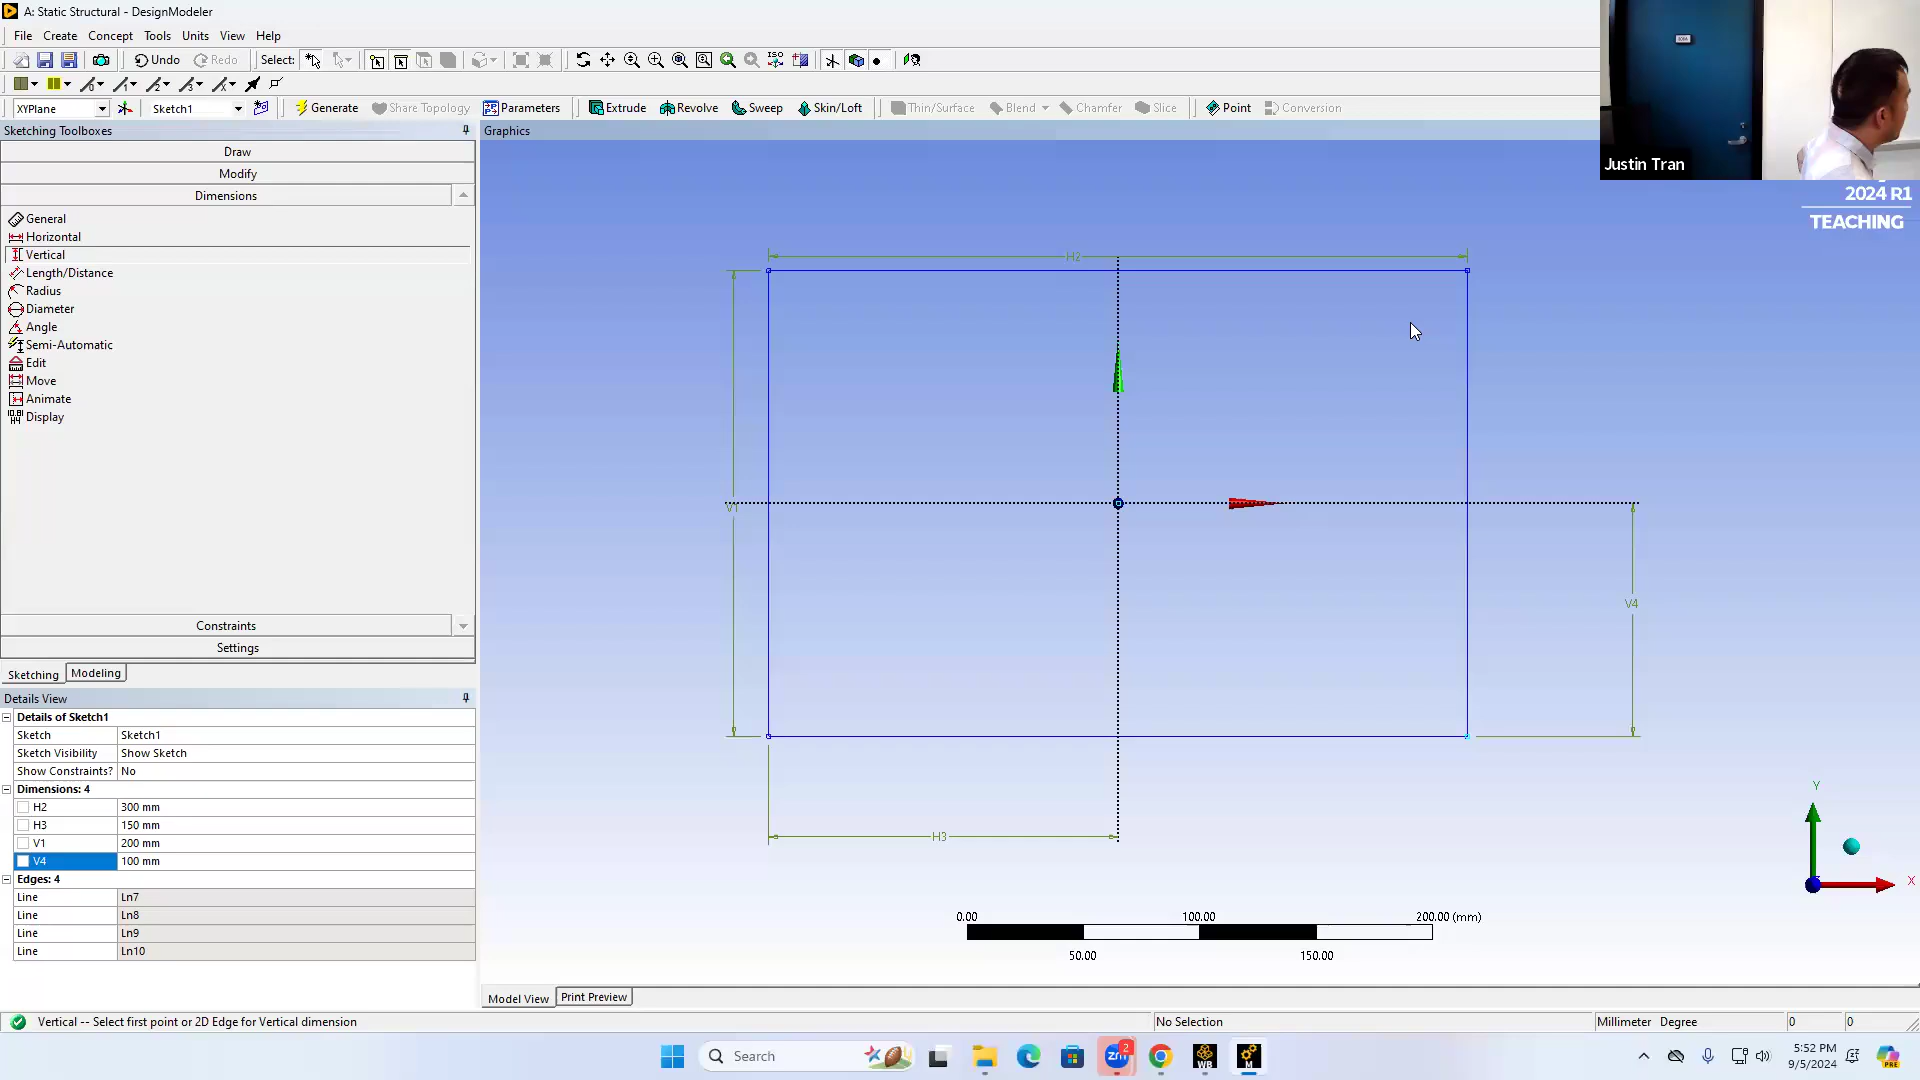 A: Static Structural - DesignModeler
File Create Concept Tools Units View Help
Undo Redo Select: ISO
XYPlane Sketch1 Generate Share Topology Parameters Extrude Revolve Sweep Skin/Loft Thin/Surface Blend Chamfer Slice Point Conversion
Sketching Toolboxes
Draw
Modify
Dimensions
General
Horizontal
Vertical
Length/Distance
Radius
Diameter
Angle
Semi-Automatic
Edit
Move
Animate
Display
Constraints
Settings
Sketching Modeling
Details View
Details of Sketch1
Sketch Sketch1
Sketch Visibility Show Sketch
Show Constraints? No
Dimensions: 4
H2 300 mm
H3 150 mm
V1 200 mm
V4 100 mm
Edges: 4
Line Ln7
Line Ln8
Line Ln9
Line Ln10
Graphics
Justin Tran
2024 R1
TEACHING
H2
V1
V4
H3
Y
X
0.00 100.00 200.00 (mm)
50.00 150.00
Model View Print Preview
Vertical -- Select first point or 2D Edge for Vertical dimension No Selection Millimeter Degree 0 0
Search
zm 2
WB
M
5:52 PM
9/5/2024
PRE